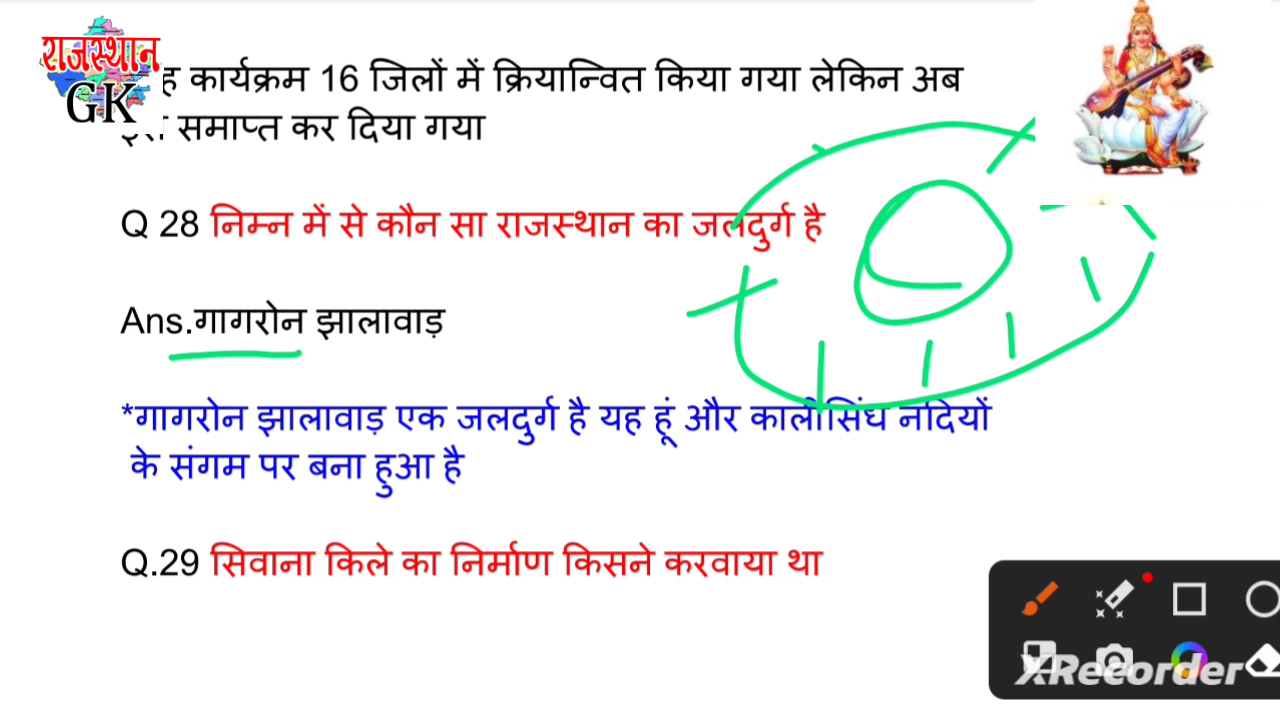 राजस्थान
GK
ह कार्यक्रम 16 जिलों में क्रियान्वित किया गया लेकिन अब
समाप्त कर दिया गया
Q 28 निम्न में से कौन सा राजस्थान का जलदुर्ग है
Ans.गागरोन झालावाड़
*गागरोन झालावाड़ एक जलदुर्ग है यह हूं और कालीसिंध नदियों
के संगम पर बना हुआ है
Q.29 सिवाना किले का निर्माण किसने करवाया था
XRecorder